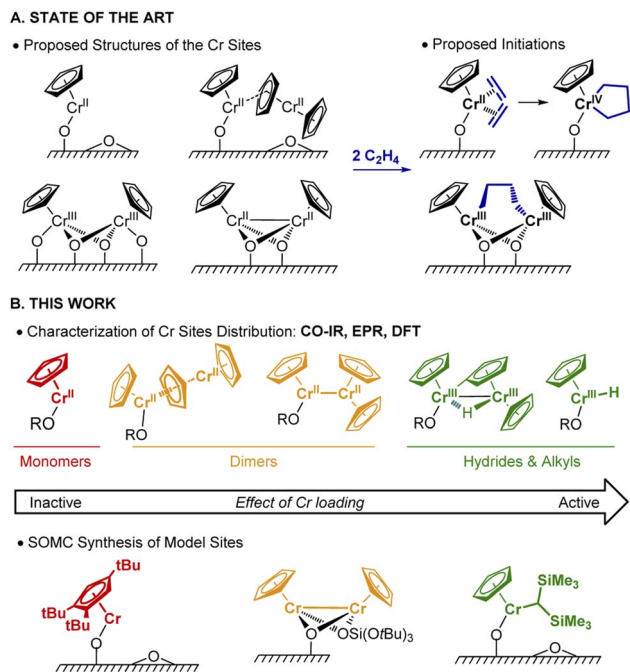 A. STATE OF THE ART
• Proposed Structures of the Cr Sites
• Proposed Initiations
Cr^II
O
O
Cr^II
Cr^II
O
O
2 C2H4
Cr^II
O
Cr^IV
O
Cr^III
Cr^III
O
O
O
O
Cr^II
Cr^II
O
O
Cr^III
Cr^III
O
O
B. THIS WORK
• Characterization of Cr Sites Distribution: CO-IR, EPR, DFT
Cr^II
RO
Cr^II
Cr^II
RO
Cr^II
Cr^II
RO
Cr^III
Cr^III
H
RO
Cr^III
H
RO
Monomers
Dimers
Hydrides & Alkyls
Inactive
Effect of Cr loading
Active
• SOMC Synthesis of Model Sites
tBu
tBu
tBu
Cr
O
O
Cr
Cr
O
OSi(OtBu)3
SiMe3
Cr
SiMe3
O
O